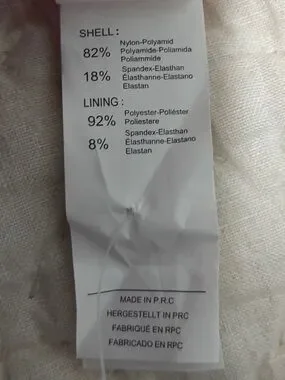 SHELL:
82% Nylon-Polyamid
Polyamide-Poliamida
Poliammide
18% Spandex-Elasthan
Élasthanne-Elastano
Elastan
LINING:
92% Polyester-Poliéster
Poliestere
8% Spandex-Elasthan
Élasthanne-Elastano
Elastan
MADE IN P.R.C
HERGESTELLT IN PRC
FABRIQUÉ EN RPC
FABRICADO EN RPC